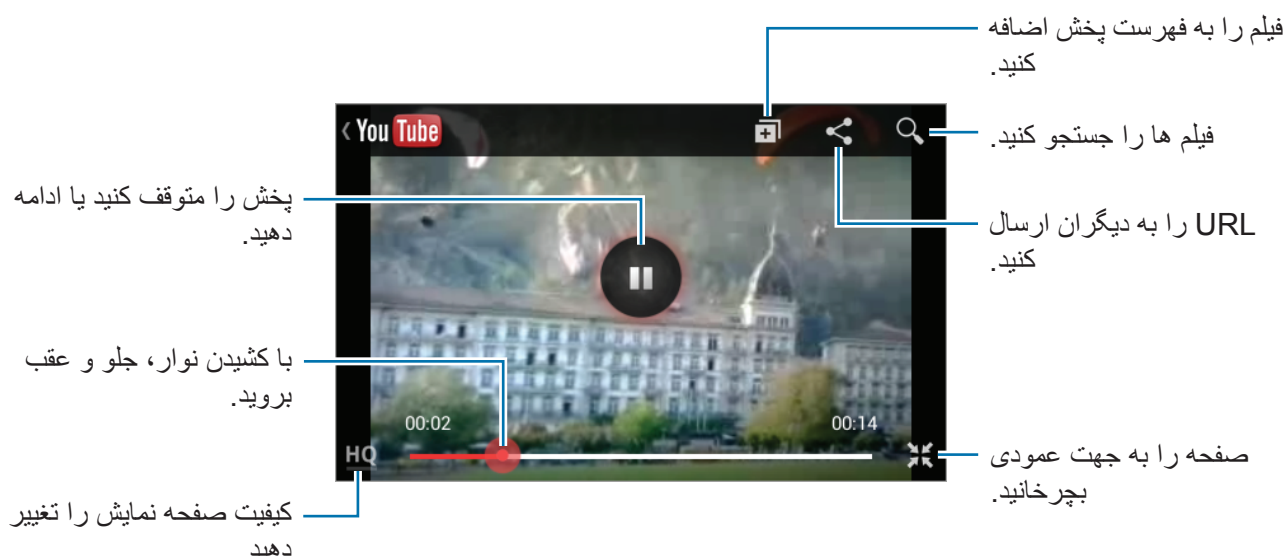 فیلم را به فهرست پخش اضافه
کنید.
You Tube
فیلم ها را جستجو کنید.
پخش را متوقف کنید یا ادامه
دهید.
URL را به دیگران ارسال
کنید.
با کشیدن نوار، جلو و عقب
بروید.
00:02
00:14
HQ
صفحه را به جهت عمودی
بچرخانید.
کیفیت صفحه نمایش را تغییر
دهید